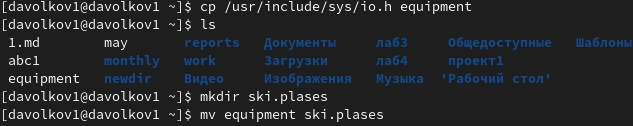 [davolkov1@davolkov1 ~]$ cp /usr/include/sys/io.h equipment
[davolkov1@davolkov1 ~]$ ls
1.md may reports Документы лаб3 Общедоступные Шаблоны
abc1 monthly work Загрузки лаб4 проект1
equipment newdir Видео Изображения Музыка 'Рабочий стол'
[davolkov1@davolkov1 ~]$ mkdir ski.plases
[davolkov1@davolkov1 ~]$ mv equipment ski.plases